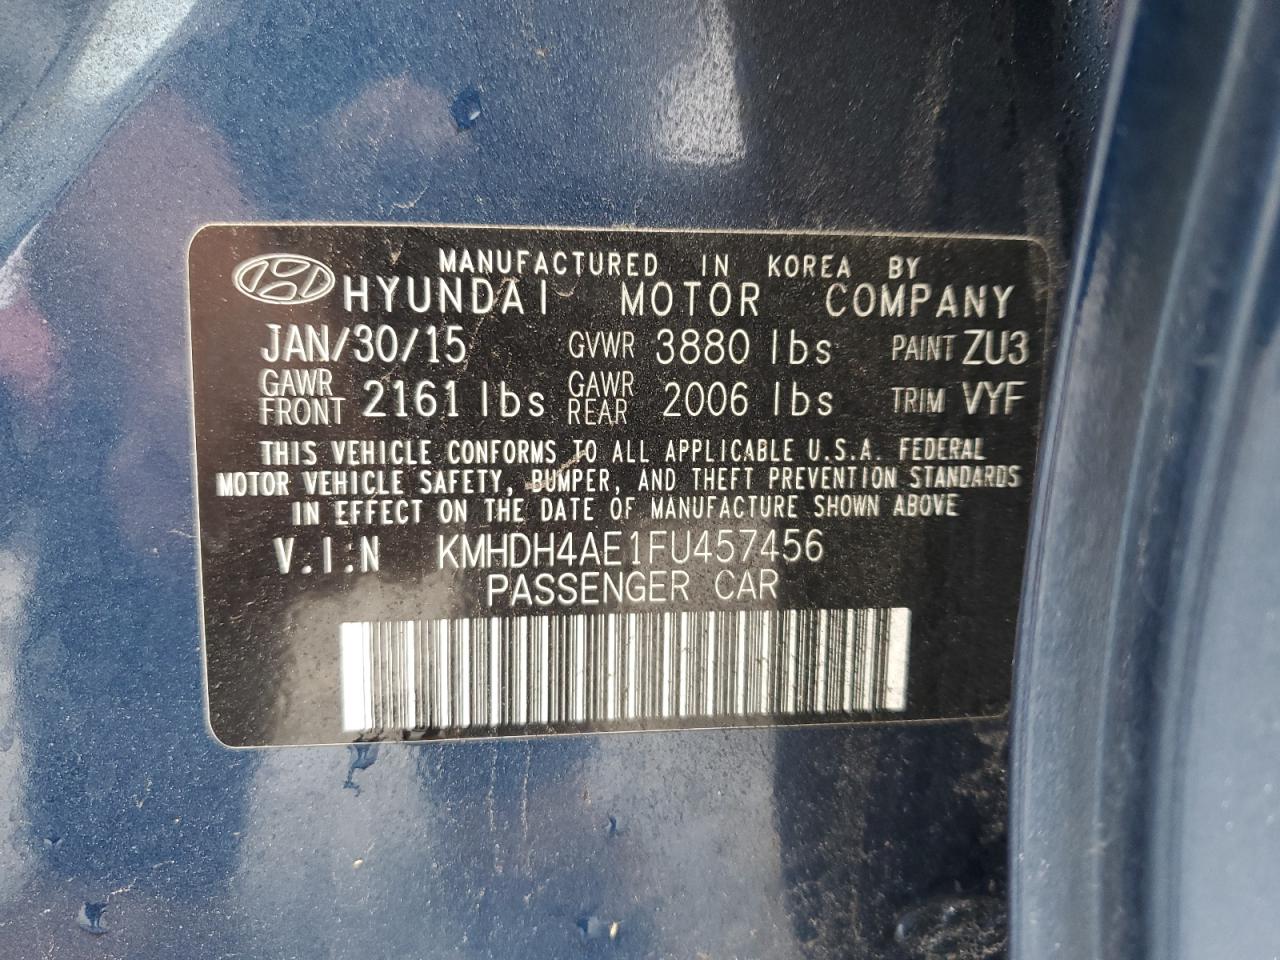 MANUFACTURED IN KOREA BY
HYUNDAI MOTOR COMPANY
JAN/30/15 GVWR 3880 lbs PAINT ZU3
GAWR FRONT 2161 lbs GAWR REAR 2006 lbs TRIM VYF
THIS VEHICLE CONFORMS TO ALL APPLICABLE U.S.A. FEDERAL
MOTOR VEHICLE SAFETY, BUMPER, AND THEFT PREVENTION STANDARDS
IN EFFECT ON THE DATE OF MANUFACTURE SHOWN ABOVE
V.I.N KMHDH4AE1FU457456
PASSENGER CAR